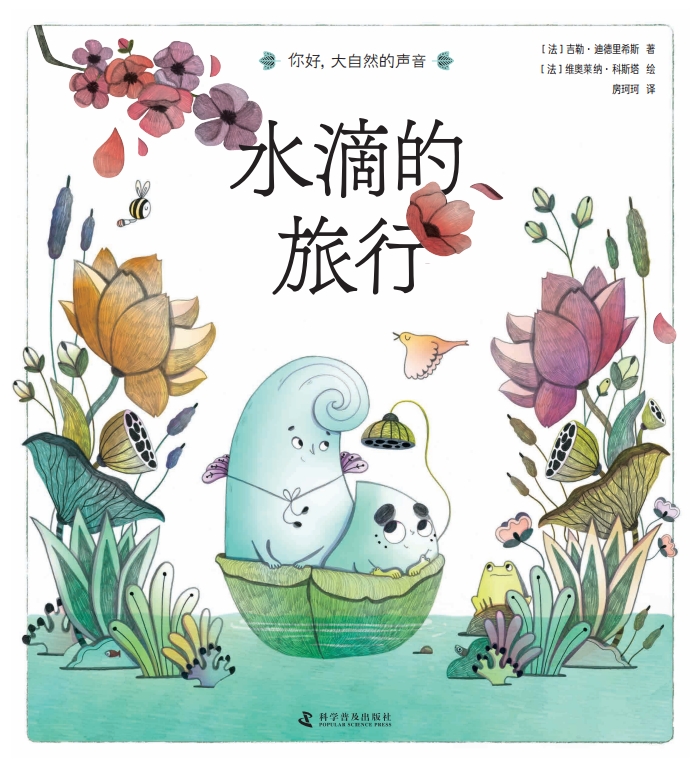 你好，大自然的声音
[法]吉勒·迪德里希斯 著
[法]维奥莱纳·科斯塔 绘
房珂珂 译
水滴的
旅行
科学普及出版社
POPULAR SCIENCE PRESS